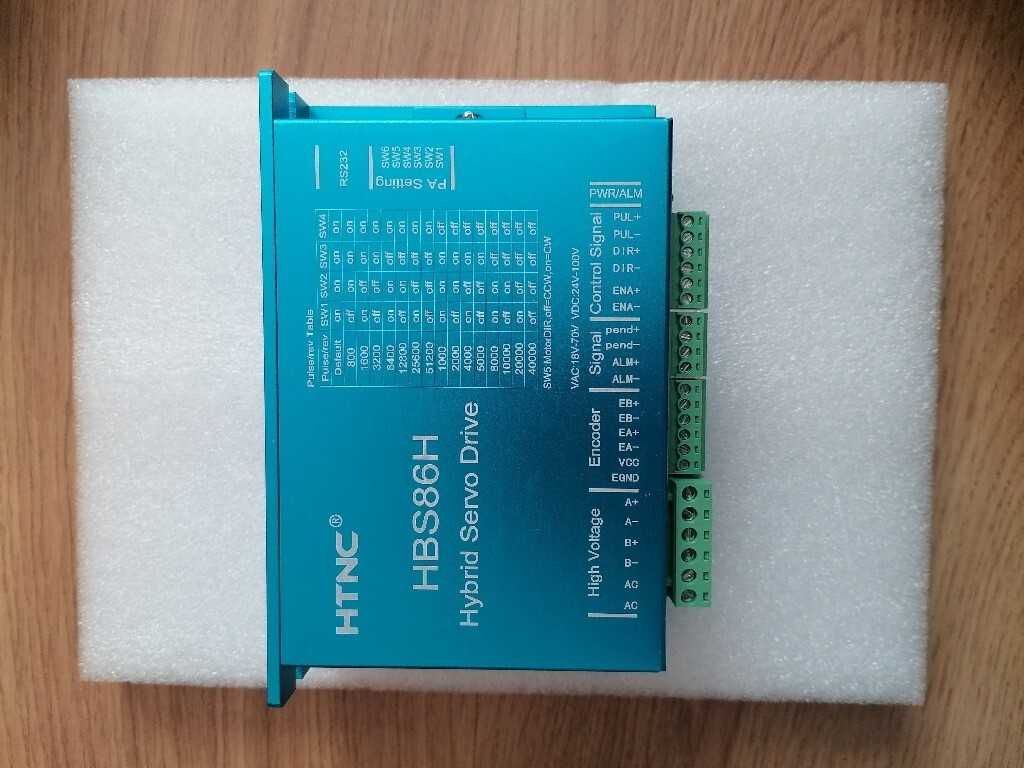 HTNC®
HBS86H
Hybrid Servo Drive
Pulse/rev Table
Pulse/rev SW1 SW2 SW3 SW4
Default on on on on
800 off on on on
1600 on off on on
3200 off off on on
6400 on on off on
12800 off on off on
25600 on off off on
51200 off off off on
1000 on on on off
2000 off on on off
4000 on off on off
5000 off off on off
8000 on on off off
10000 off on off off
20000 on off off off
40000 off off off off
SW5:MotorDIR,off=CCW,on=CW
VAC:18V-70V VDC:24V-100V
RS232
PA Setting
SW6
SW5
SW4
SW3
SW2
SW1
High Voltage
Encoder
Signal
Control Signal
PWR/ALM
AC
AC
B-
B+
A-
A+
EGND
VCC
EA-
EA+
EB-
EB+
ALM-
ALM+
pend-
pend+
ENA-
ENA+
DIR-
DIR+
PUL-
PUL+